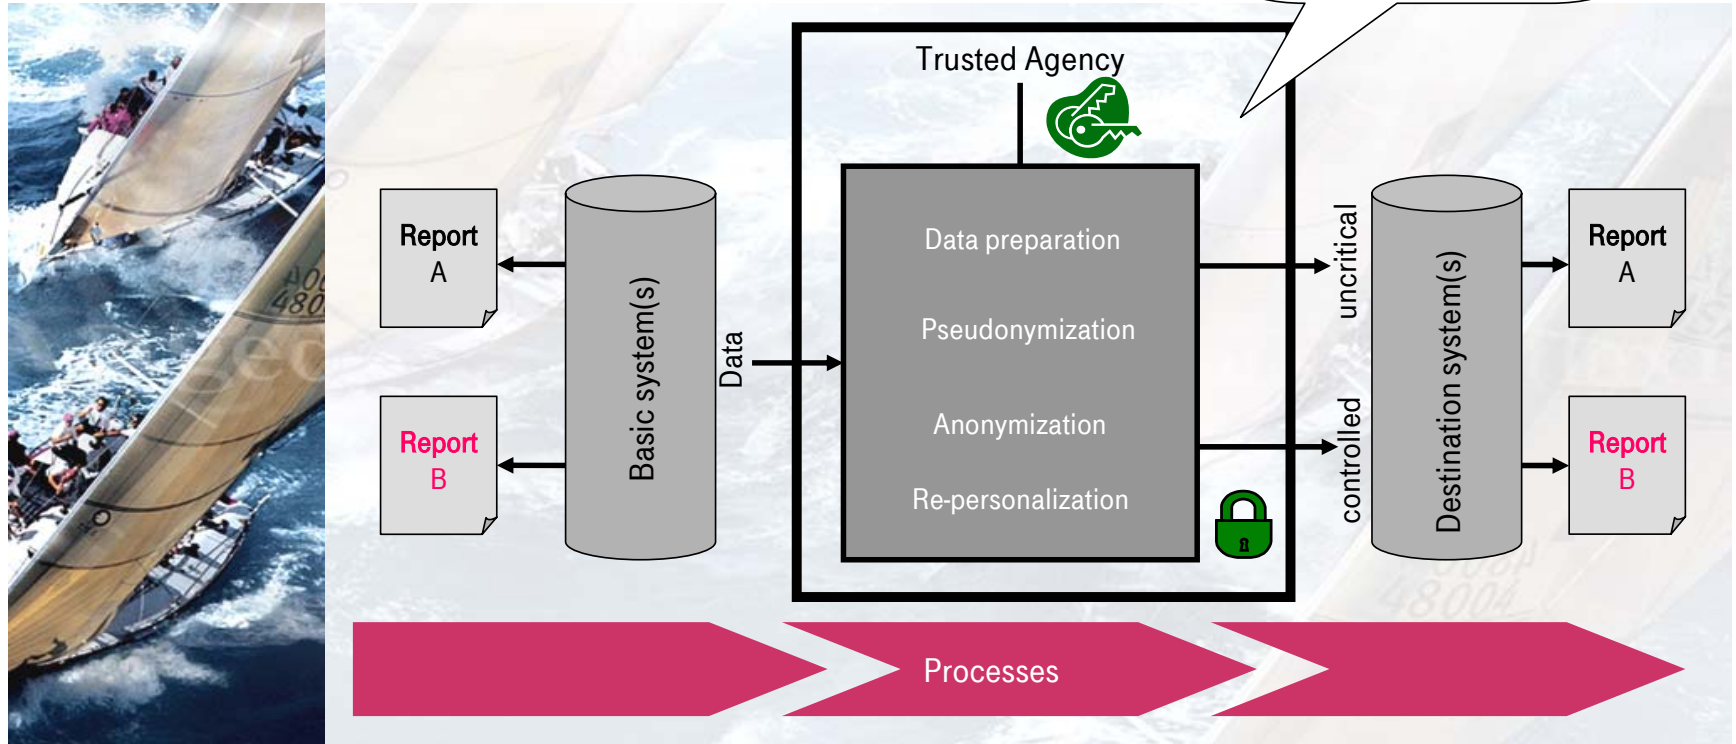 Trusted Agency
Report
A
Report
B
Basic system(s)
Data
Data preparation
Pseudonymization
Anonymization
Re-personalization
uncritical
controlled
Destination system(s)
Report
A
Report
B
Processes
48004